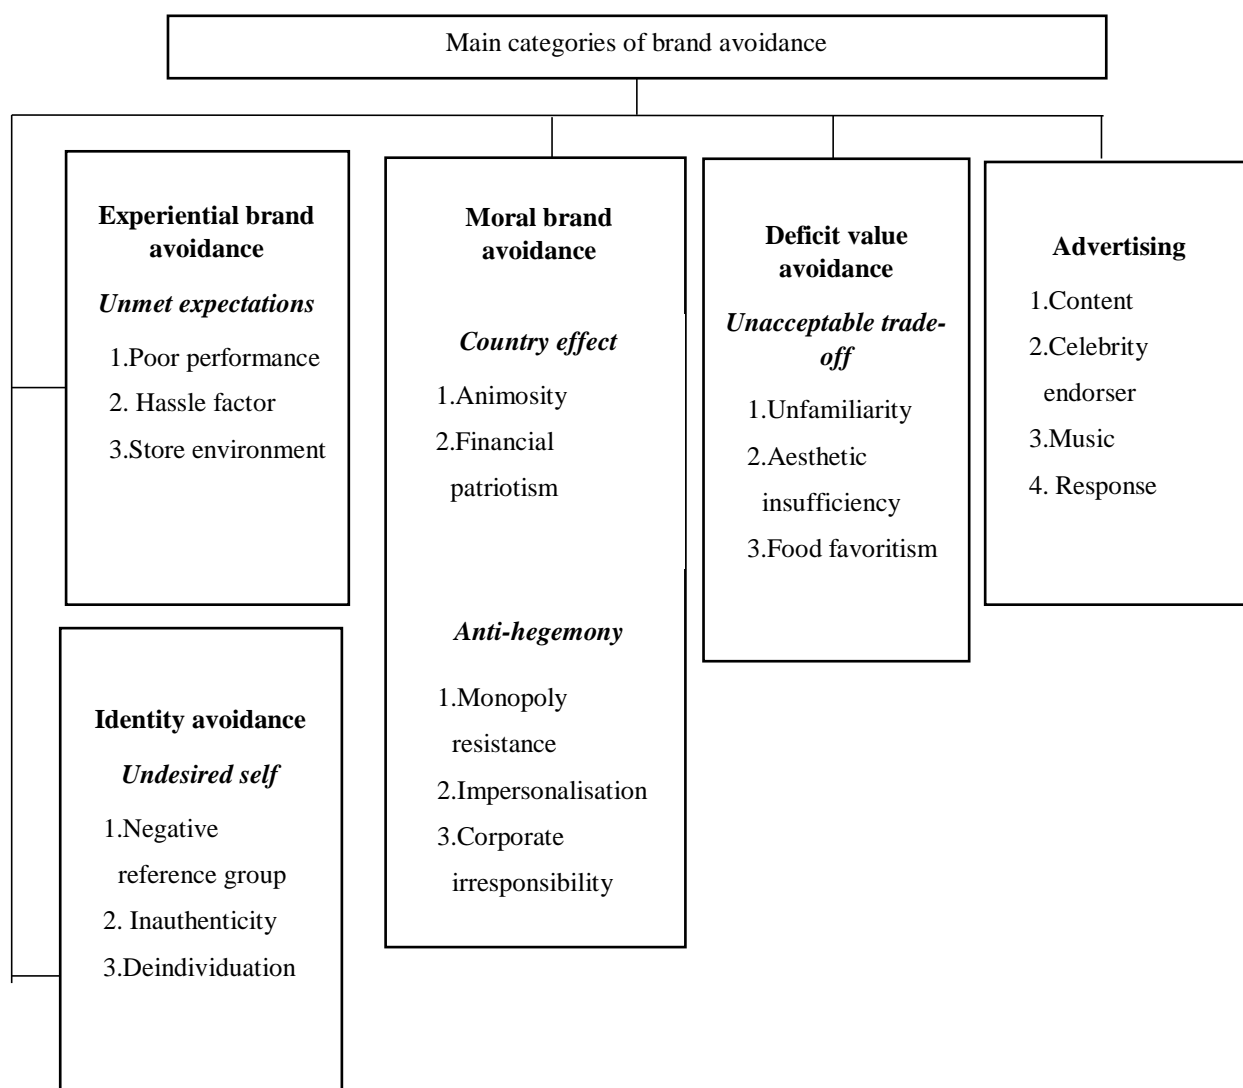 Main categories of brand avoidance
Experiential brand
avoidance
Unmet expectations
1.Poor performance
2. Hassle factor
3.Store environment
Identity avoidance
Undesired self
1.Negative
reference group
2. Inauthenticity
3.Deindividuation
Moral brand
avoidance
Country effect
1.Animosity
2.Financial
patriotism
Anti-hegemony
1.Monopoly
resistance
2.Impersonalisation
3.Corporate
irresponsibility
Deficit value
avoidance
Unacceptable trade-
off
1.Unfamiliarity
2.Aesthetic
insufficiency
3.Food favoritism
Advertising
1.Content
2.Celebrity
endorser
3.Music
4. Response